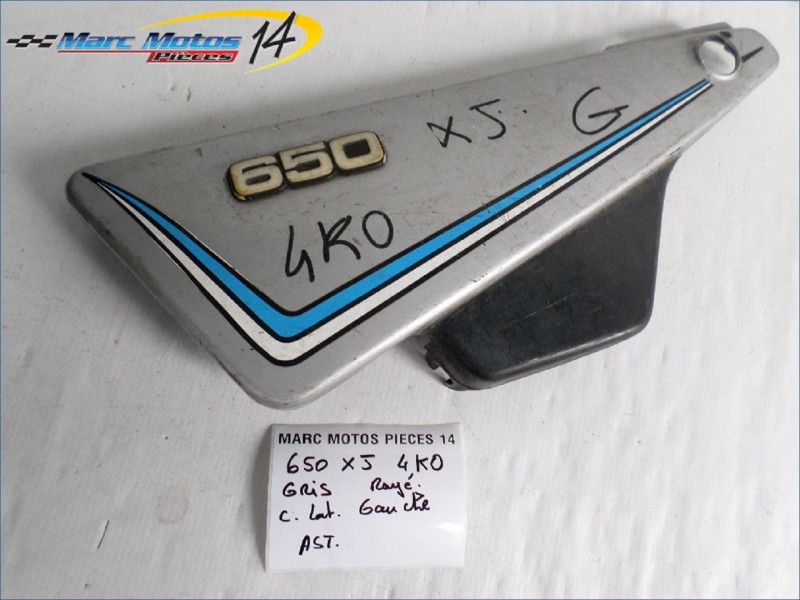 Marc Motos 14
Pièces
650
XJ. G
4KO
MARC MOTOS PIECES 14
650 XJ 4KO
GRIS Rayé.
C. Lat. Gauche
AST.